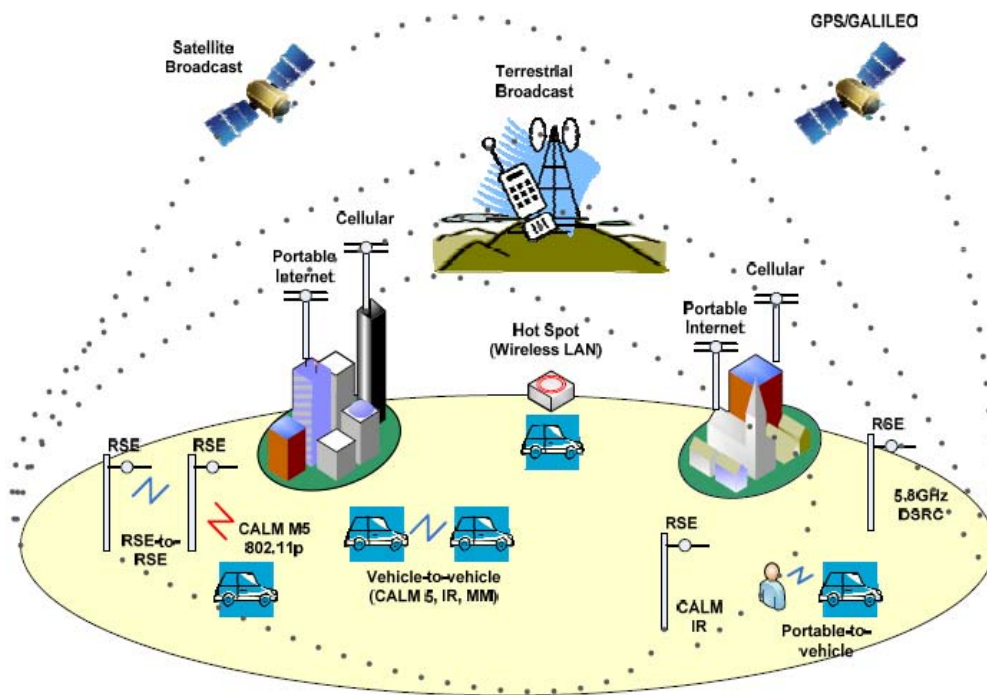 GPS/GALILEO
Satellite
Broadcast
Terrestrial
Broadcast
Cellular
Portable
Internet
Cellular
Portable
Internet
Hot Spot
(Wireless LAN)
RSE
RSE
RSE
5.8GHz
DSRC
RSE-to-
RSE
CALM M5
802.11p
RSE
Vehicle-to-vehicle
(CALM 5, IR, MMI)
CALM
IR
Portable-to-
vehicle